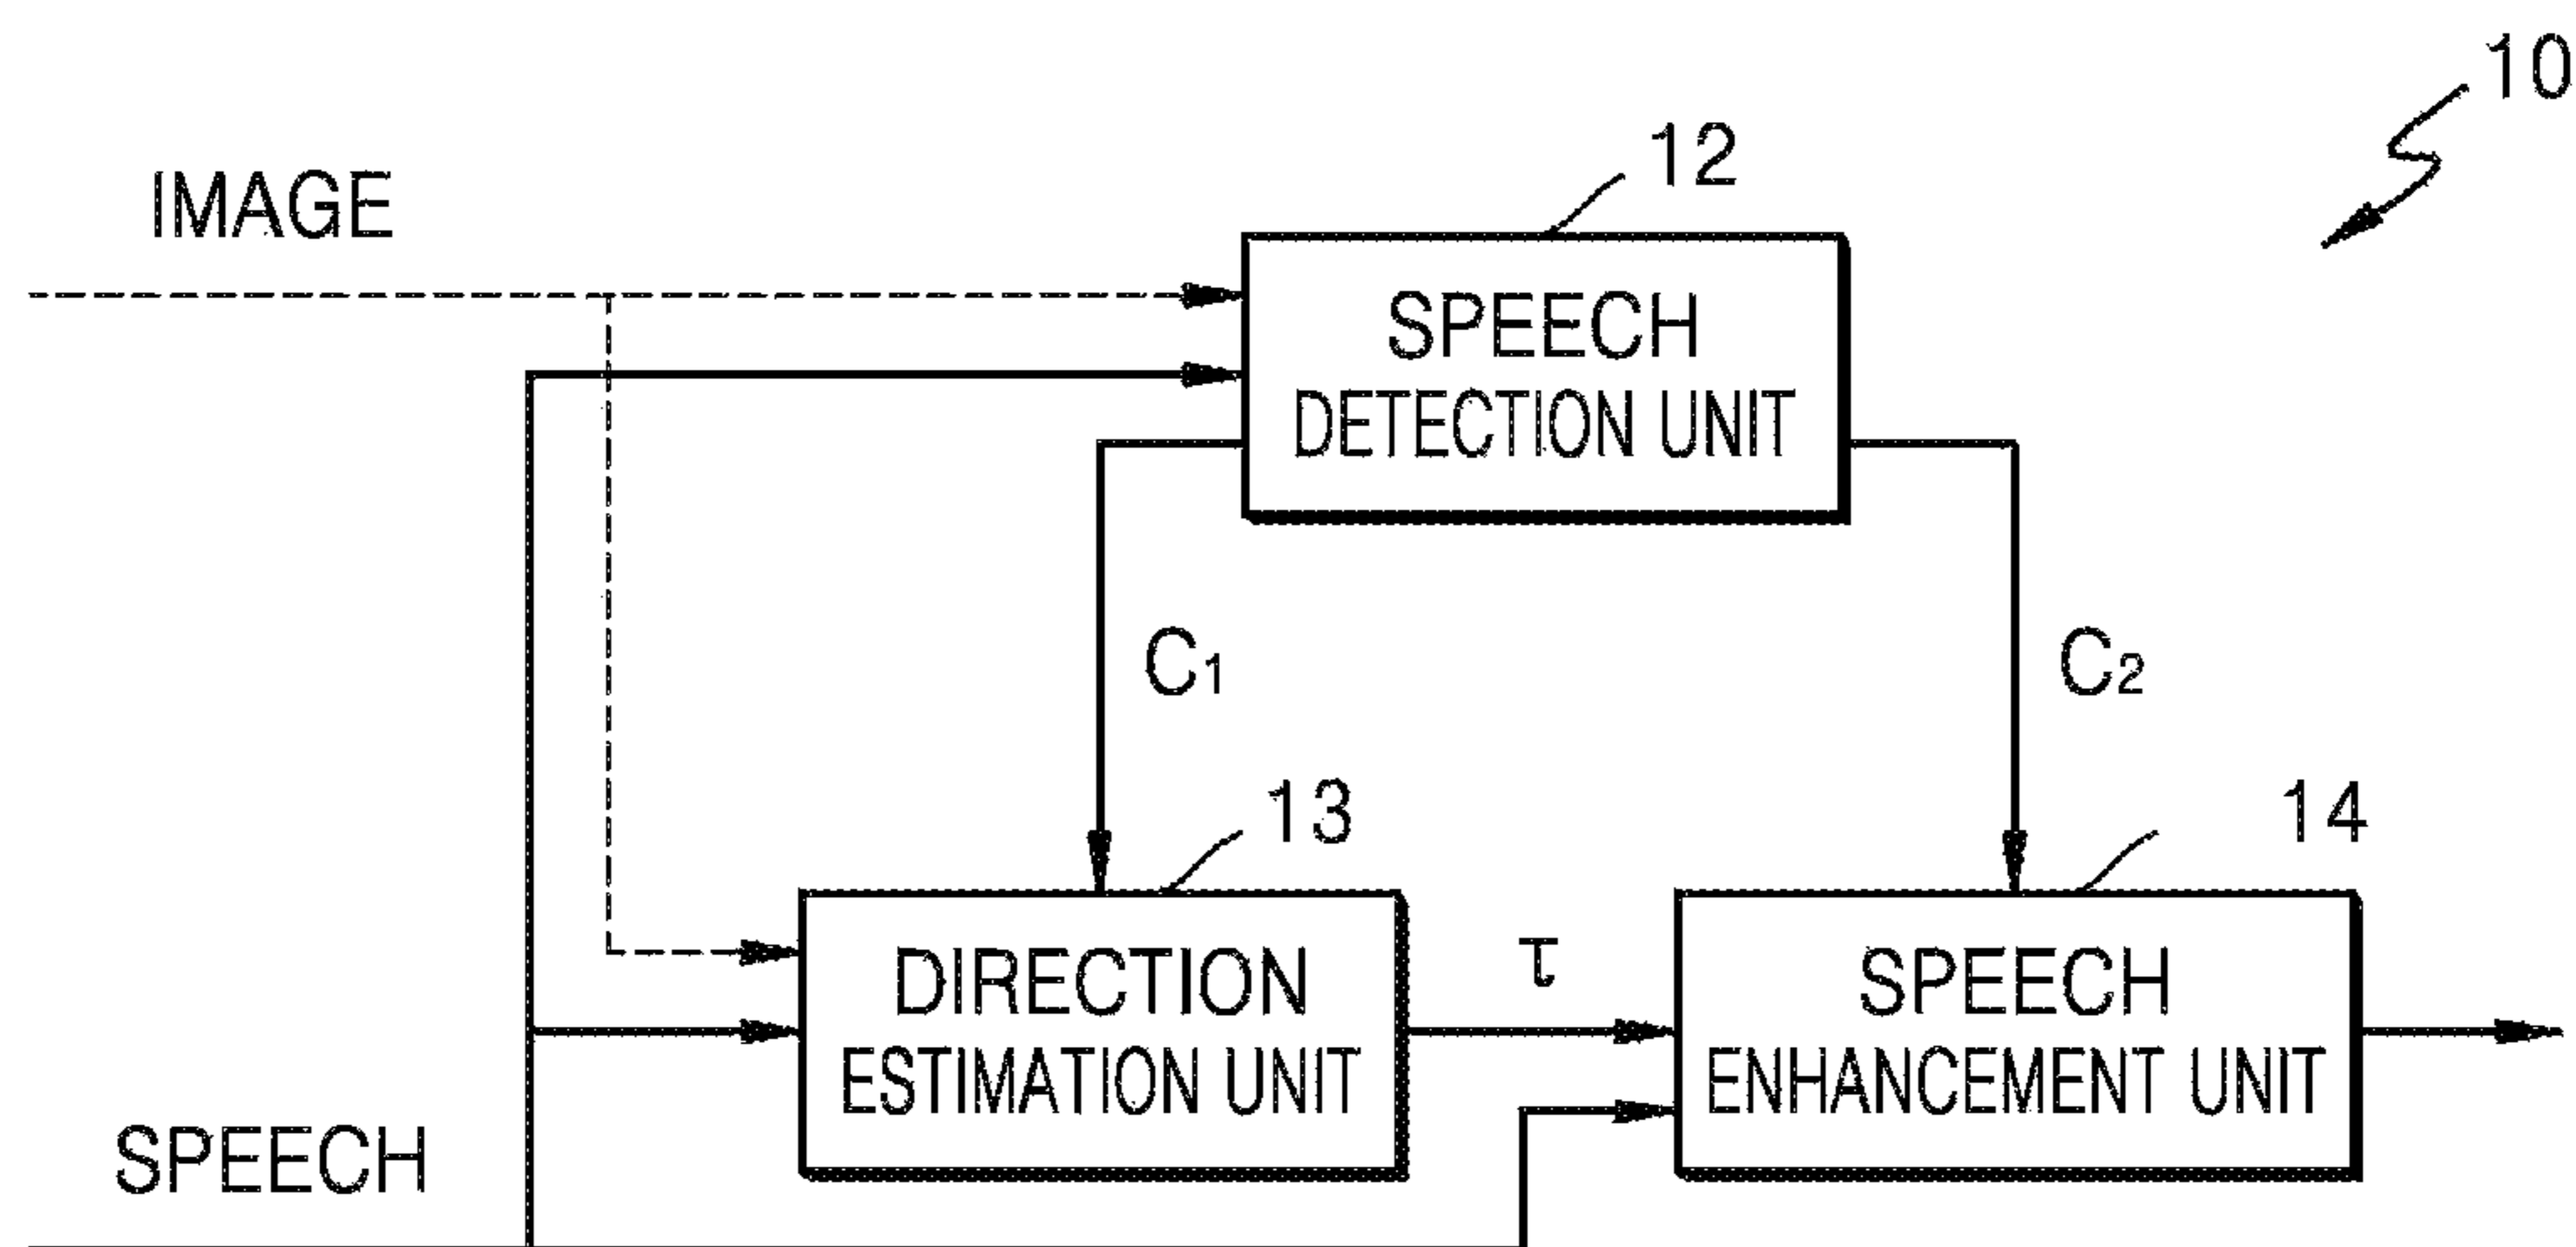 10
12
IMAGE
SPEECH
DETECTION UNIT
C1
C2
13
14
DIRECTION
ESTIMATION UNIT
τ
SPEECH
ENHANCEMENT UNIT
SPEECH